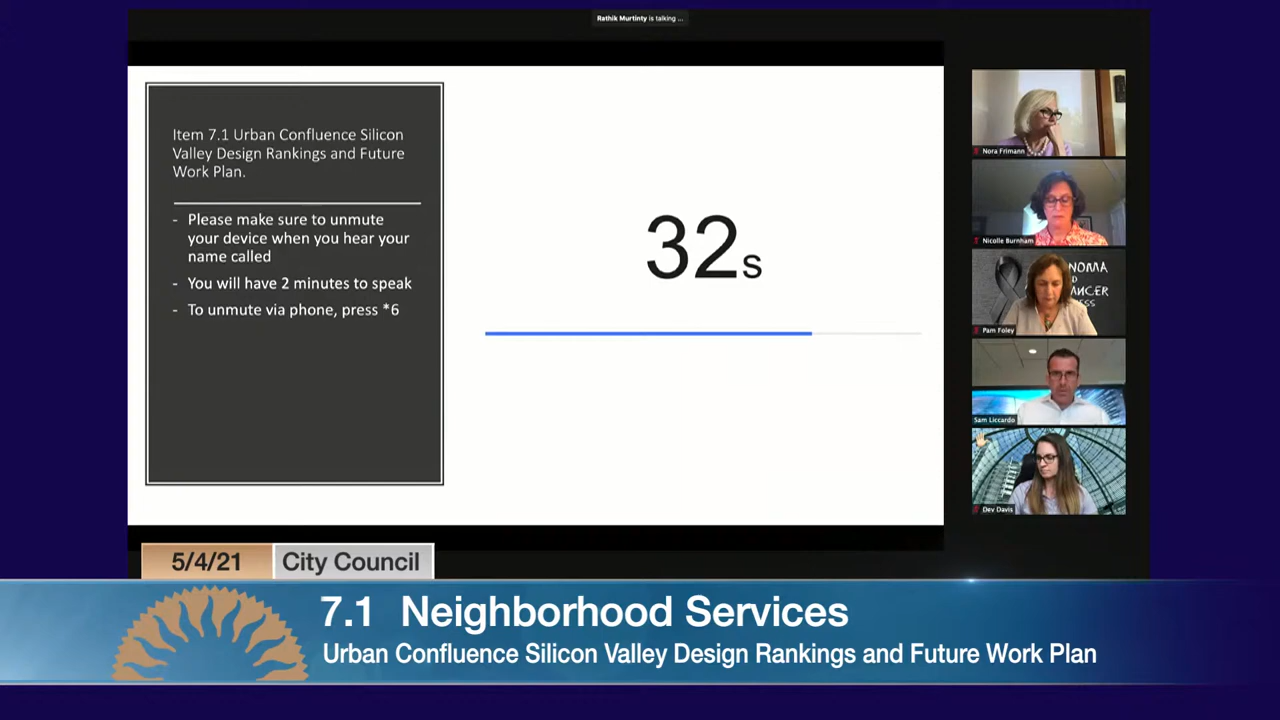 Rathik Murtinty is talking ...
Item 7.1 Urban Confluence Silicon
Valley Design Rankings and Future
Work Plan.
- Please make sure to unmute
your device when you hear your
name called
- You will have 2 minutes to speak
- To unmute via phone, press *6
32s
Nora Frimann
Nicolle Burnham
NOMA
CANCER
Pam Foley
Sam Liccardo
Dev Davis
5/4/21
City Council
7.1 Neighborhood Services
Urban Confluence Silicon Valley Design Rankings and Future Work Plan